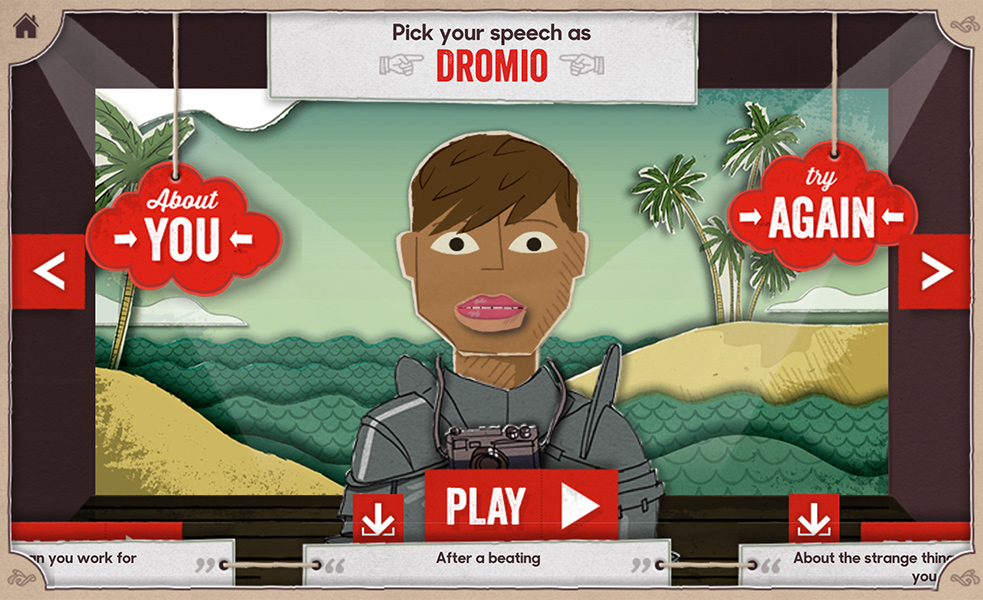 Pick your speech as
DROMIO
About
YOU
try
AGAIN
PLAY
you work for
After a beating
About the strange
you